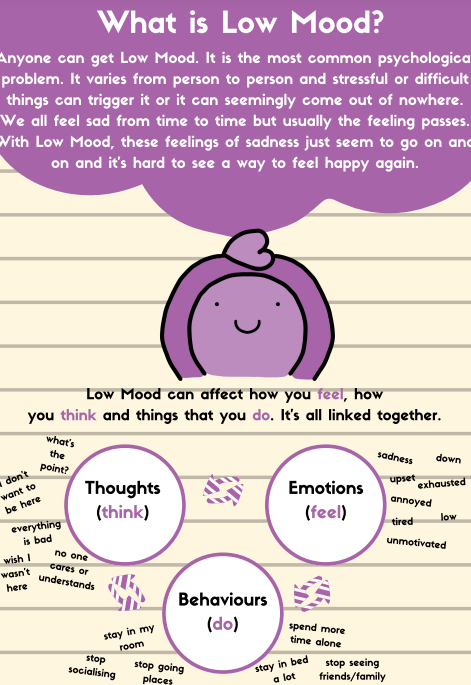 What is Low Mood?
Anyone can get Low Mood. It is the most common psychologica
problem. It varies from person to person and stressful or difficult
things can trigger it or it can seemingly come out of nowhere.
We all feel sad from time to time but usually the feeling passes.
With Low Mood, these feelings of sadness just seem to go on and
on and it's hard to see a way to feel happy again.
Low Mood can affect how you feel, how
you think and things that you do. It's all linked together.
what's
the
point?
I don't
want to
be here
everything
is bad
wish I
wasn't
here
no one
cares or
understands
Thoughts
(think)
Emotions
(feel)
sadness
down
upset
exhausted
annoyed
tired
low
unmotivated
Behaviours
(do)
stay in my
room
stop
socialising
stop going
places
spend more
time alone
stay in bed
a lot
stop seeing
friends/family